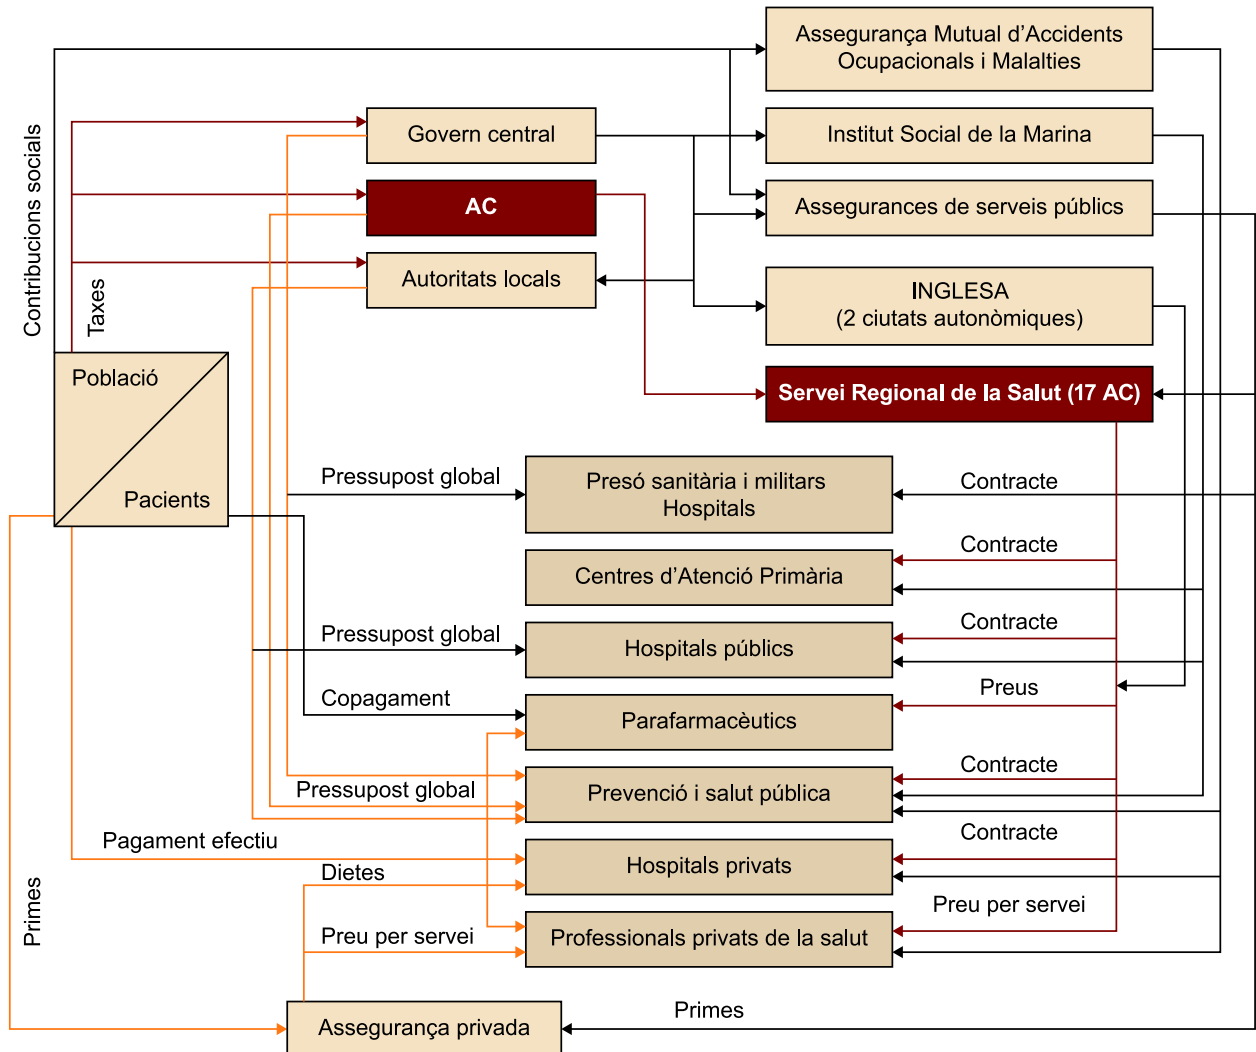 Assegurança Mutual d’Accidents
Ocupacionals i Malalties
Contribucions socials
Taxes
Govern central
Institut Social de la Marina
AC
Assegurances de serveis públics
Autoritats locals
INGLESA
(2 ciutats autonòmiques)
Població
Pacients
Servei Regional de la Salut (17 AC)
Pressupost global
Presó sanitària i militars
Hospitals
Contracte
Centres d’Atenció Primària
Contracte
Pressupost global
Hospitals públics
Contracte
Copagament
Parafarmacèutics
Preus
Pressupost global
Prevenció i salut pública
Contracte
Pagament efectiu
Hospitals privats
Contracte
Dietes
Primes
Preu per servei
Professionals privats de la salut
Preu per servei
Assegurança privada
Primes